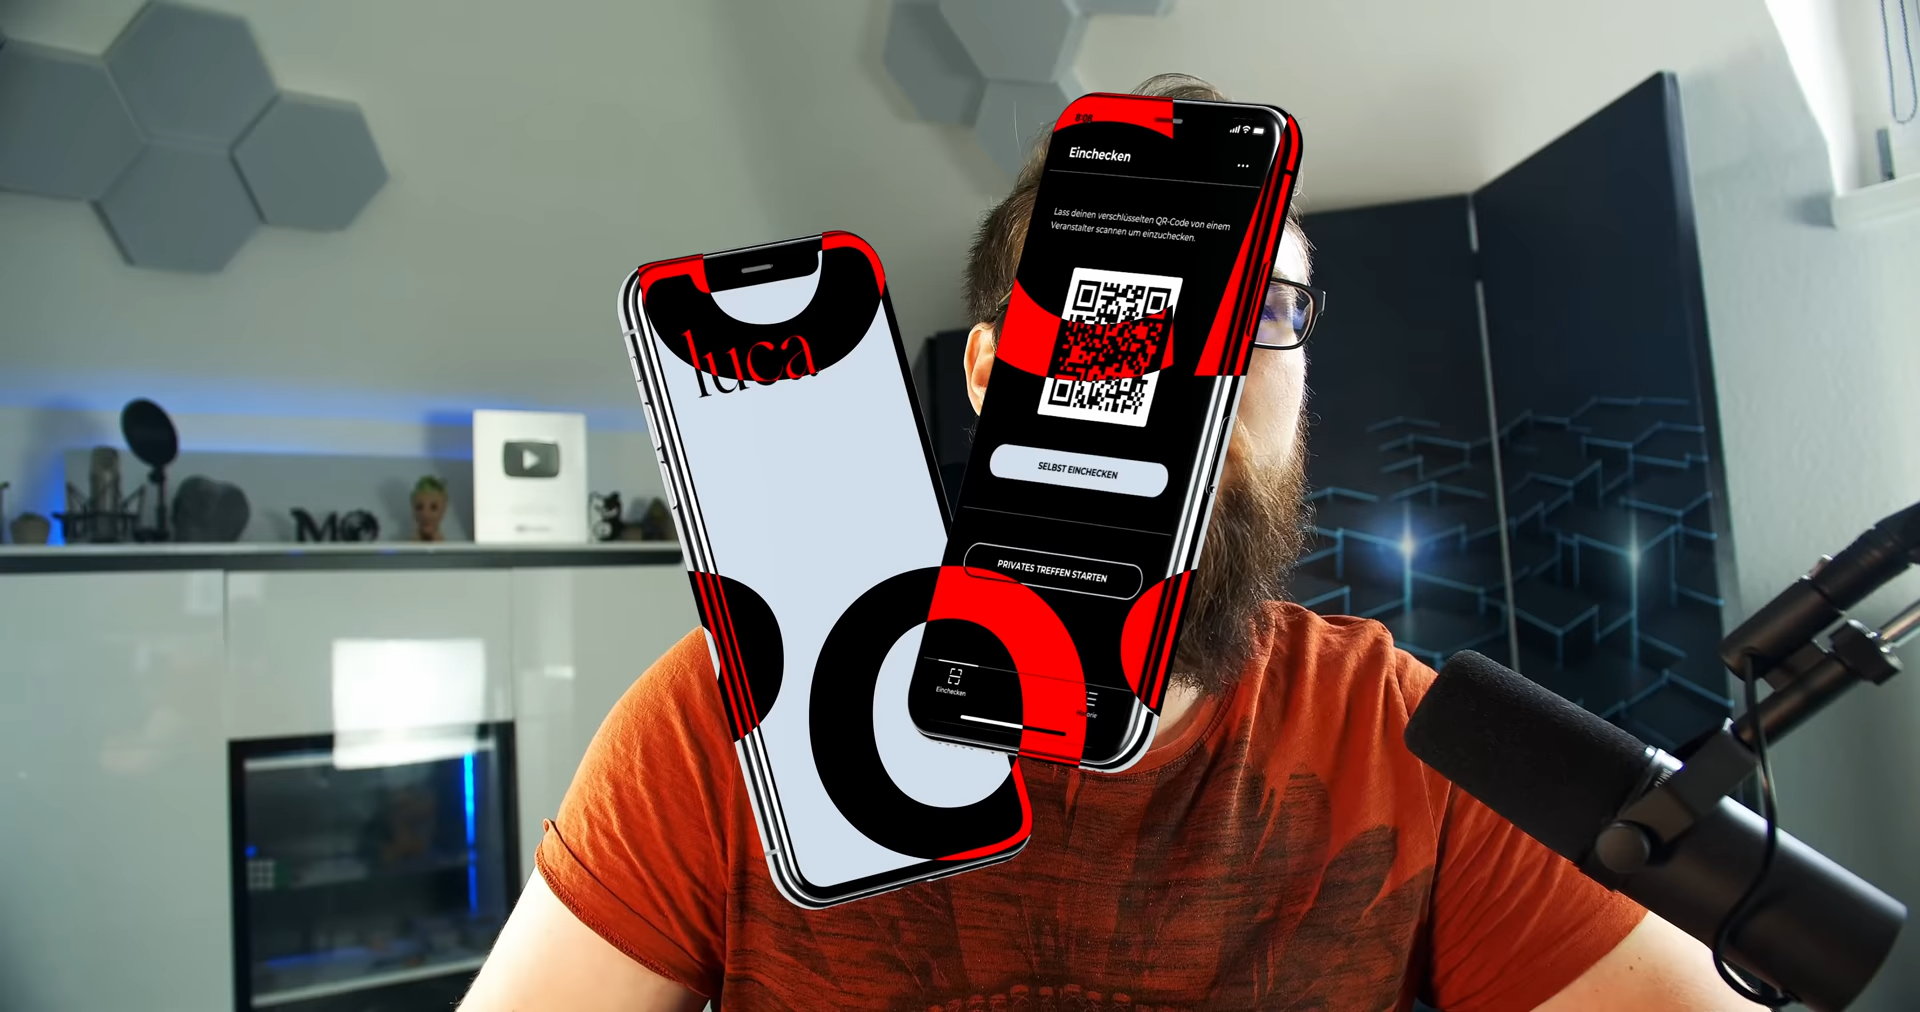 luca
8:08
Einchecken
Lass deinen verschlüsselten QR-Code von einem
Veranstalter scannen um einzuchecken.
SELBST EINCHECKEN
PRIVATES TREFFEN STARTEN
Einchecken